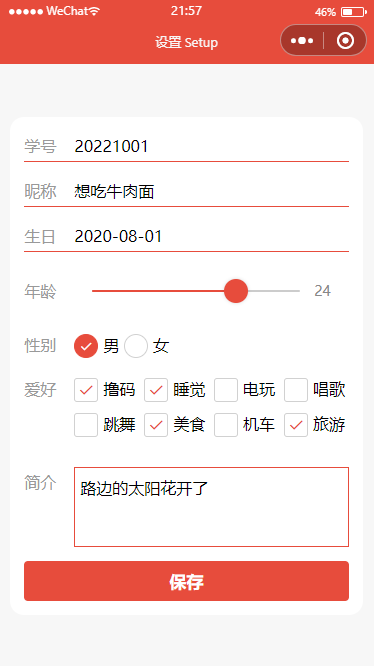 WeChat 21:57 46%
设置 Setup
学号 20221001
昵称 想吃牛肉面
生日 2020-08-01
年龄 24
性别 男 女
爱好 撸码 睡觉 电玩 唱歌
跳舞 美食 机车 旅游
简介 路边的太阳花开了
保存